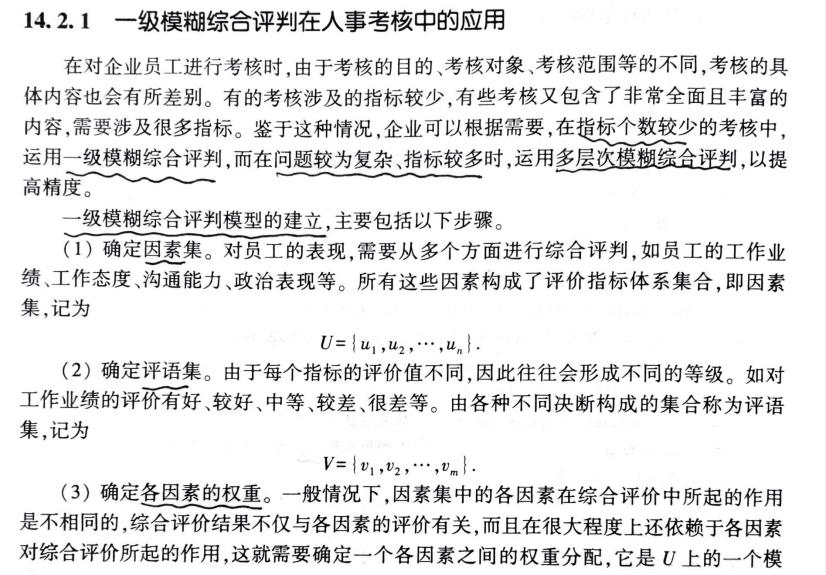 14.2.1 一级模糊综合评判在人事考核中的应用
在对企业员工进行考核时,由于考核的目的、考核对象、考核范围等的不同,考核的具
体内容也会有所差别。有的考核涉及的指标较少,有些考核又包含了非常全面且丰富的
内容,需要涉及很多指标。鉴于这种情况,企业可以根据需要,在指标个数较少的考核中,
运用一级模糊综合评判,而在问题较为复杂、指标较多时,运用多层次模糊综合评判,以提
高精度。
一级模糊综合评判模型的建立,主要包括以下步骤。
(1) 确定因素集。对员工的表现,需要从多个方面进行综合评判,如员工的工作业
绩、工作态度、沟通能力、政治表现等。所有这些因素构成了评价指标体系集合,即因素
集,记为
U={u₁,u₂,⋯,uₙ}.
(2) 确定评语集。由于每个指标的评价值不同,因此往往会形成不同的等级。如对
工作业绩的评价有好、较好、中等、较差、很差等。由各种不同决断构成的集合称为评语
集,记为
V={v₁,v₂,⋯,vₘ}.
(3) 确定各因素的权重。一般情况下,因素集中的各因素在综合评价中所起的作用
是不相同的,综合评价结果不仅与各因素的评价有关,而且在很大程度上还依赖于各因素
对综合评价所起的作用,这就需要确定一个各因素之间的权重分配,它是 U 上的一个模